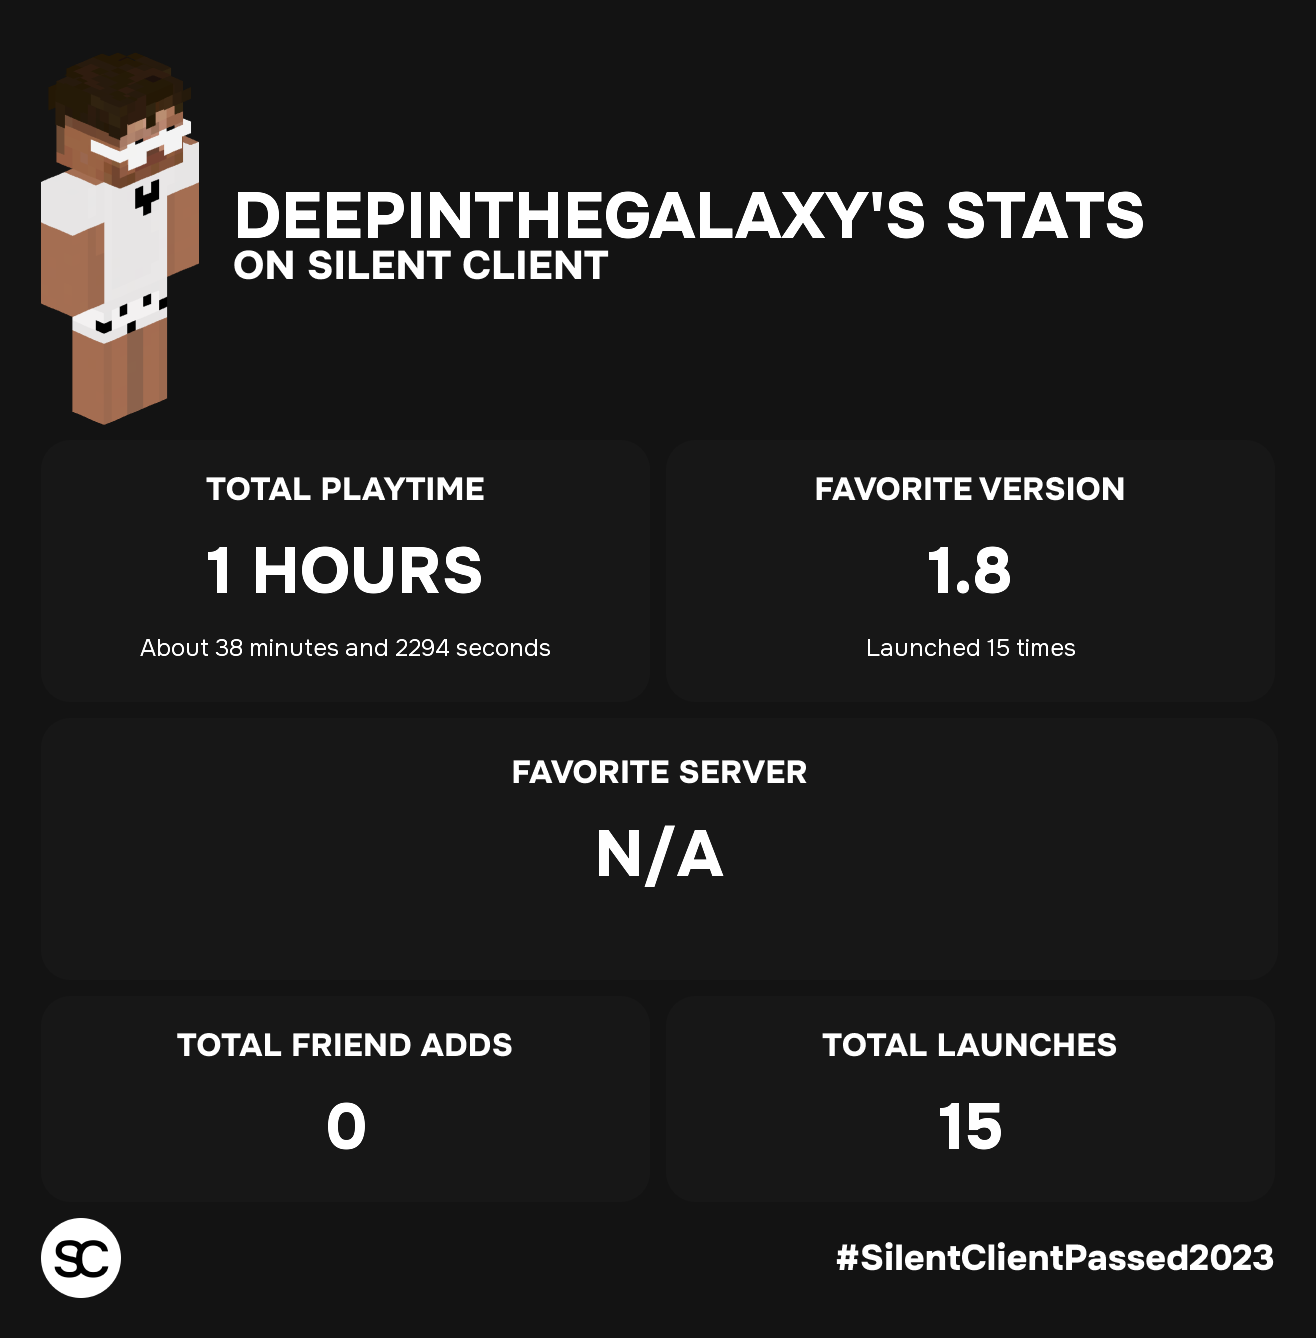 DEEPINTHEGALAXY'S STATS
ON SILENT CLIENT
TOTAL PLAYTIME
1 HOURS
About 38 minutes and 2294 seconds
FAVORITE VERSION
1.8
Launched 15 times
FAVORITE SERVER
N/A
TOTAL FRIEND ADDS
0
TOTAL LAUNCHES
15
SC
#SilentClientPassed2023